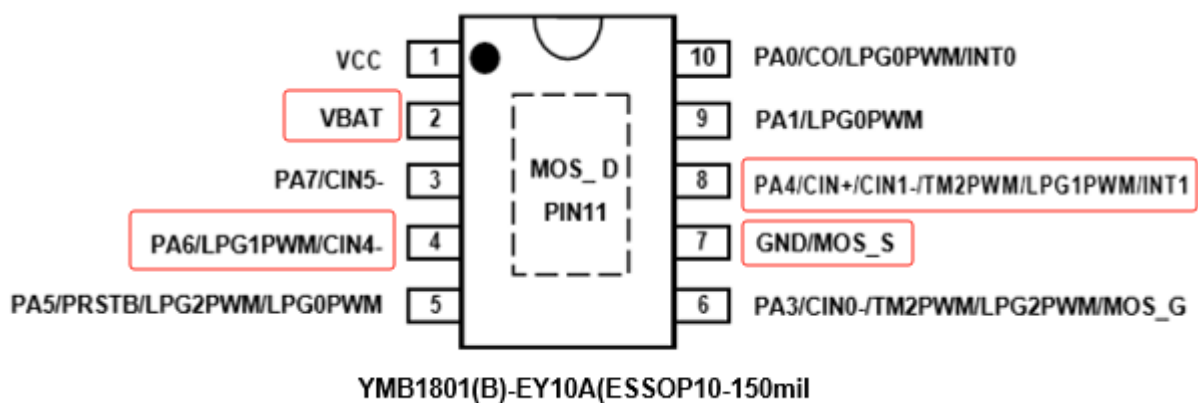 VCC 1 10 PA0/CO/LPG0PWM/INT0
VBAT 2 9 PA1/LPG0PWM
PA7/CIN5- 3 MOS_ D 8 PA4/CIN+/CIN1-/TM2PWM/LPG1PWM/INT1
PIN11
PA6/LPG1PWM/CIN4- 4 7 GND/MOS_S
PA5/PRSTB/LPG2PWM/LPG0PWM 5 6 PA3/CIN0-/TM2PWM/LPG2PWM/MOS_G
YMB1801(B)-EY10A(ESSOP10-150mil